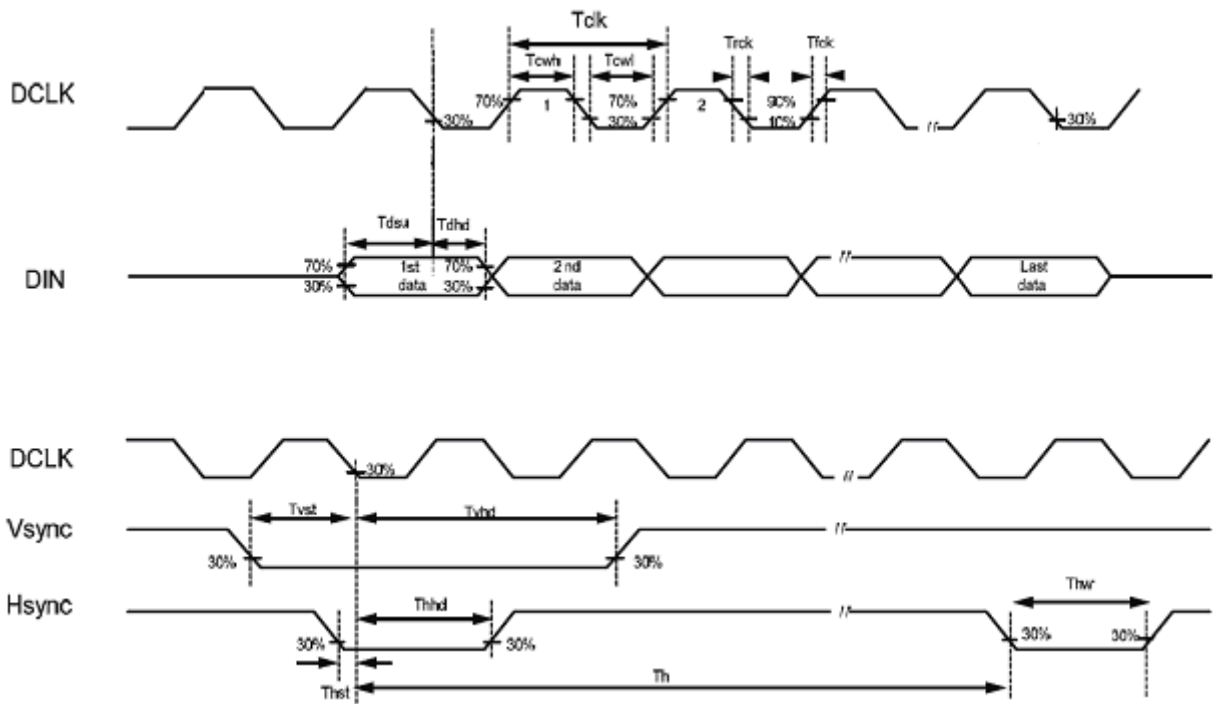 Tclk
Tcwh Tcwl Trck Tfck
DCLK
70% 1 70% 2 90%
30% 30% 10% 30%
Tdsu Tdhd
DIN
70% 1st 70% 2nd Last
30% data 30% data data
DCLK
30%
Tvst Tvhd
Vsync
30% 30%
Hsync
Thhd Thw
30% 30% 30% 30%
Thst Th